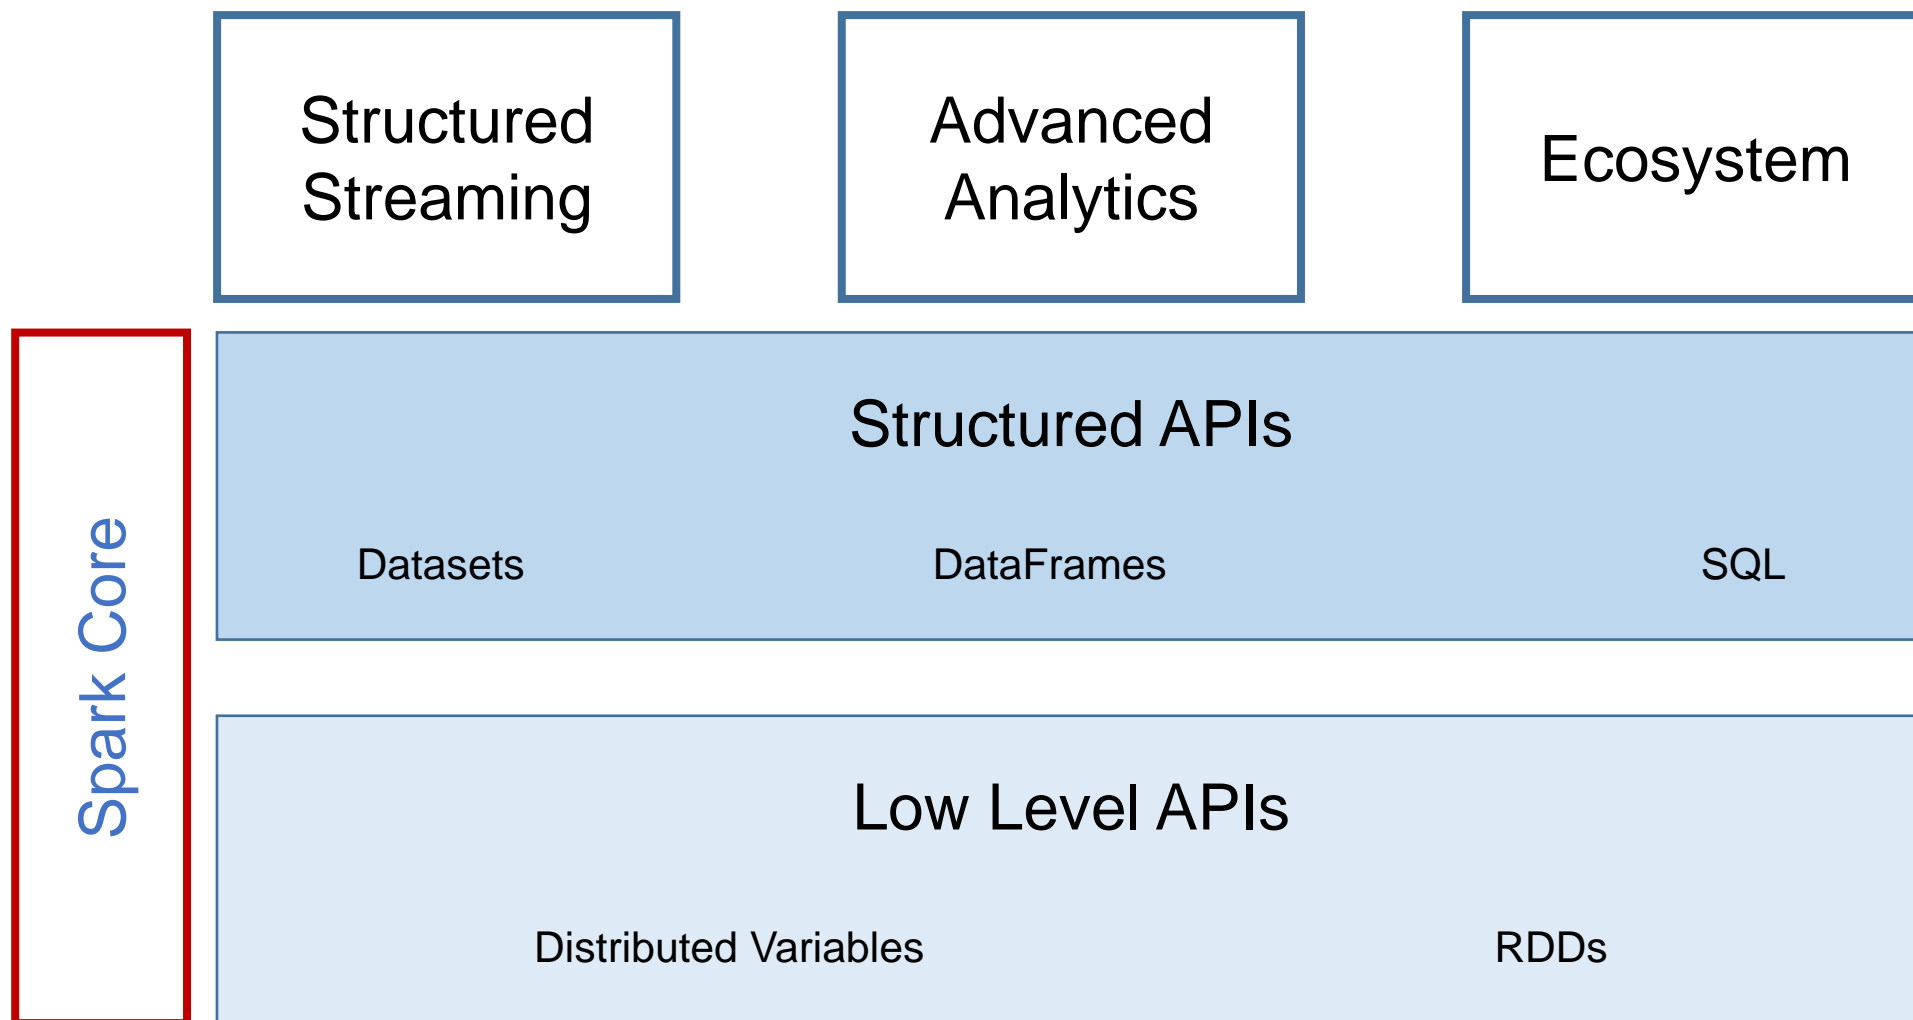 Structured
Streaming
Advanced
Analytics
Ecosystem
Spark Core
Structured APIs
Datasets
DataFrames
SQL
Low Level APIs
Distributed Variables
RDDs